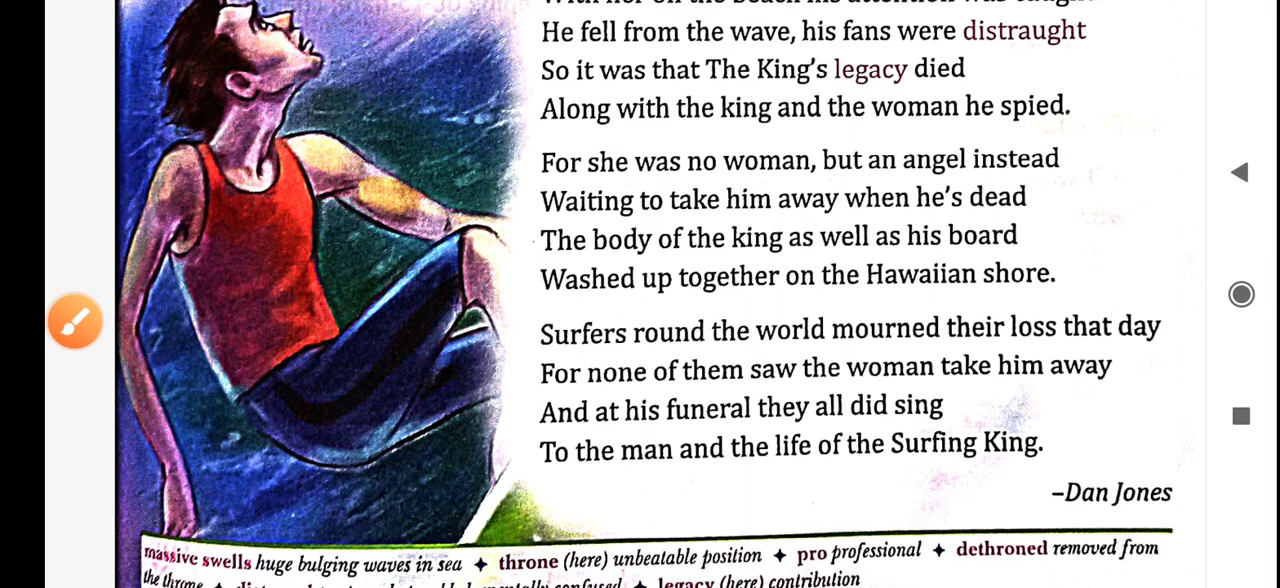 He fell from the wave, his fans were distraught
So it was that The King's legacy died
Along with the king and the woman he spied.
For she was no woman, but an angel instead
Waiting to take him away when he's dead
The body of the king as well as his board
Washed up together on the Hawaiian shore.
Surfers round the world mourned their loss that day
For none of them saw the woman take him away
And at his funeral they all did sing
To the man and the life of the Surfing King.
–Dan Jones
massive swells huge bulging waves in sea ✦ throne (here) unbeatable position ✦ pro professional ✦ dethroned removed from
the throne ✦ legacy (here) contribution